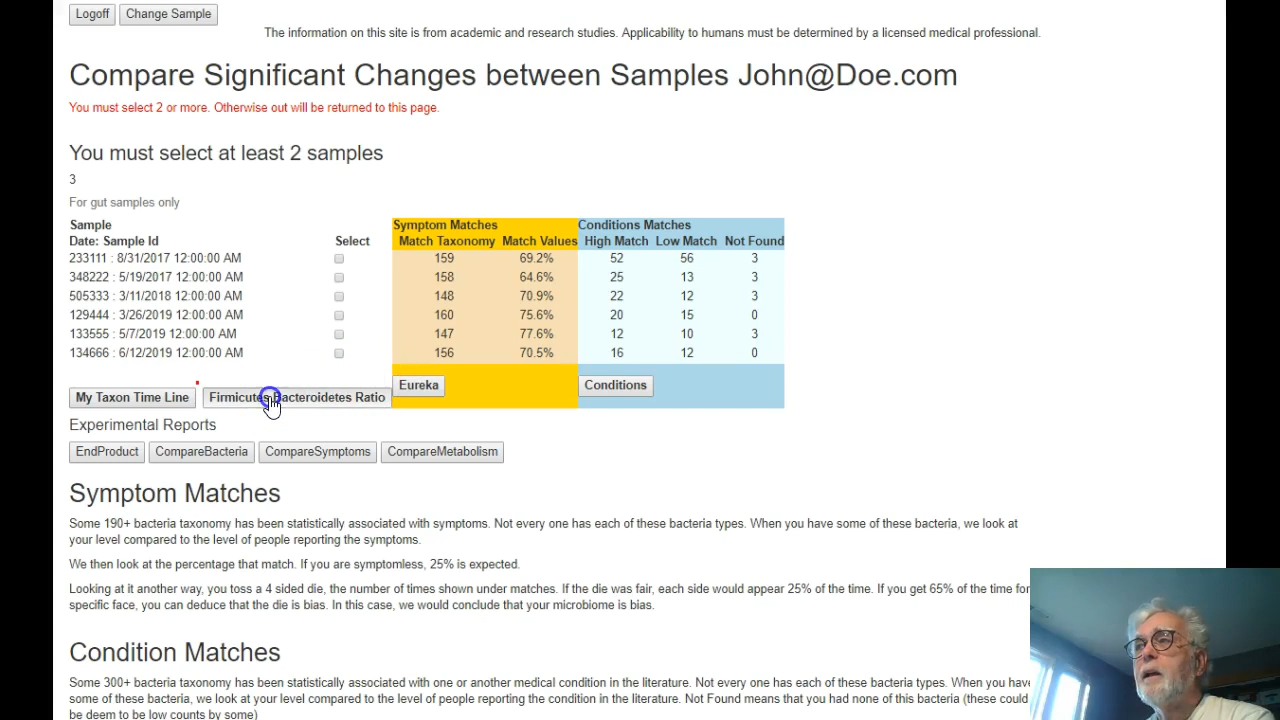 Logoff Change Sample
The information on this site is from academic and research studies. Applicability to humans must be determined by a licensed medical professional.
Compare Significant Changes between Samples John@Doe.com
You must select 2 or more. Otherwise out will be returned to this page.
You must select at least 2 samples
3
For gut samples only
Sample Symptom Matches Conditions Matches
Date: Sample Id Select Match Taxonomy Match Values High Match Low Match Not Found
233111 : 8/31/2017 12:00:00 AM 159 69.2% 52 56 3
348222 : 5/19/2017 12:00:00 AM 158 64.6% 25 13 3
505333 : 3/11/2018 12:00:00 AM 148 70.9% 22 12 3
129444 : 3/26/2019 12:00:00 AM 160 75.6% 20 15 0
133555 : 5/7/2019 12:00:00 AM 147 77.6% 12 10 3
134666 : 6/12/2019 12:00:00 AM 156 70.5% 16 12 0
Eureka Conditions
My Taxon Time Line Firmicutes Bacteroidetes Ratio
Experimental Reports
EndProduct CompareBacteria CompareSymptoms CompareMetabolism
Symptom Matches
Some 190+ bacteria taxonomy has been statistically associated with symptoms. Not every one has each of these bacteria types. When you have some of these bacteria, we look at
your level compared to the level of people reporting the symptoms.
We then look at the percentage that match. If you are symptomless, 25% is expected.
Looking at it another way, you toss a 4 sided die, the number of times shown under matches. If the die was fair, each side would appear 25% of the time. If you get 65% of the time for
specific face, you can deduce that the die is bias. In this case, we would conclude that your microbiome is bias.
Condition Matches
Some 300+ bacteria taxonomy has been statistically associated with one or another medical condition in the literature. Not every one has each of these bacteria types. When you have
some of these bacteria, we look at your level compared to the level of people reporting the condition in the literature. Not Found means that you had none of this bacteria (these could
be deem to be low counts by some)